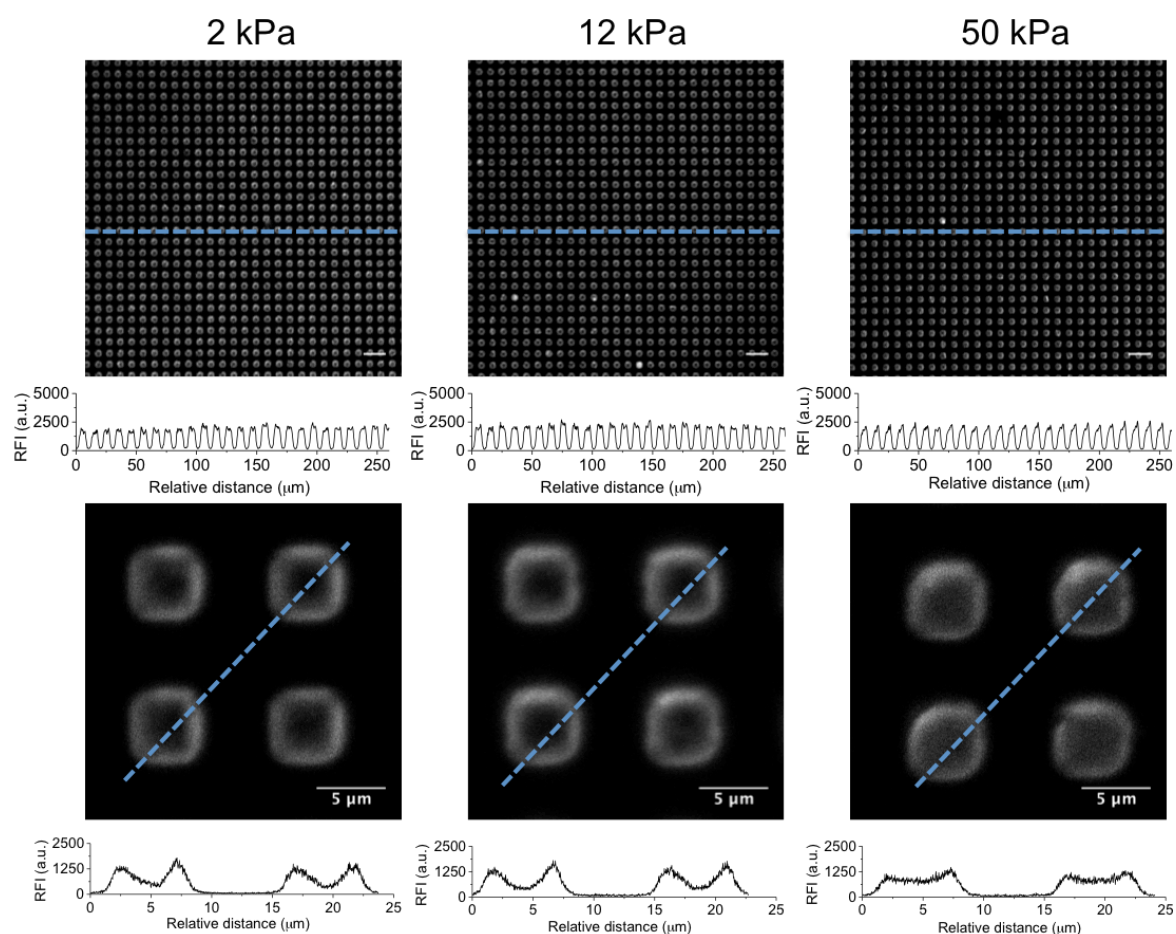 2 kPa 12 kPa 50 kPa
5000 5000 5000
2500 2500 2500
0 0 0
RFI (a.u.) RFI (a.u.) RFI (a.u.)
0 50 100 150 200 250 0 50 100 150 200 250 0 50 100 150 200 250
Relative distance (μm) Relative distance (μm) Relative distance (μm)
5 μm 5 μm 5 μm
2500 2500 2500
1250 1250 1250
0 0 0
RFI (a.u.) RFI (a.u.) RFI (a.u.)
0 5 10 15 20 25 0 5 10 15 20 25 0 5 10 15 20 25
Relative distance (μm) Relative distance (μm) Relative distance (μm)